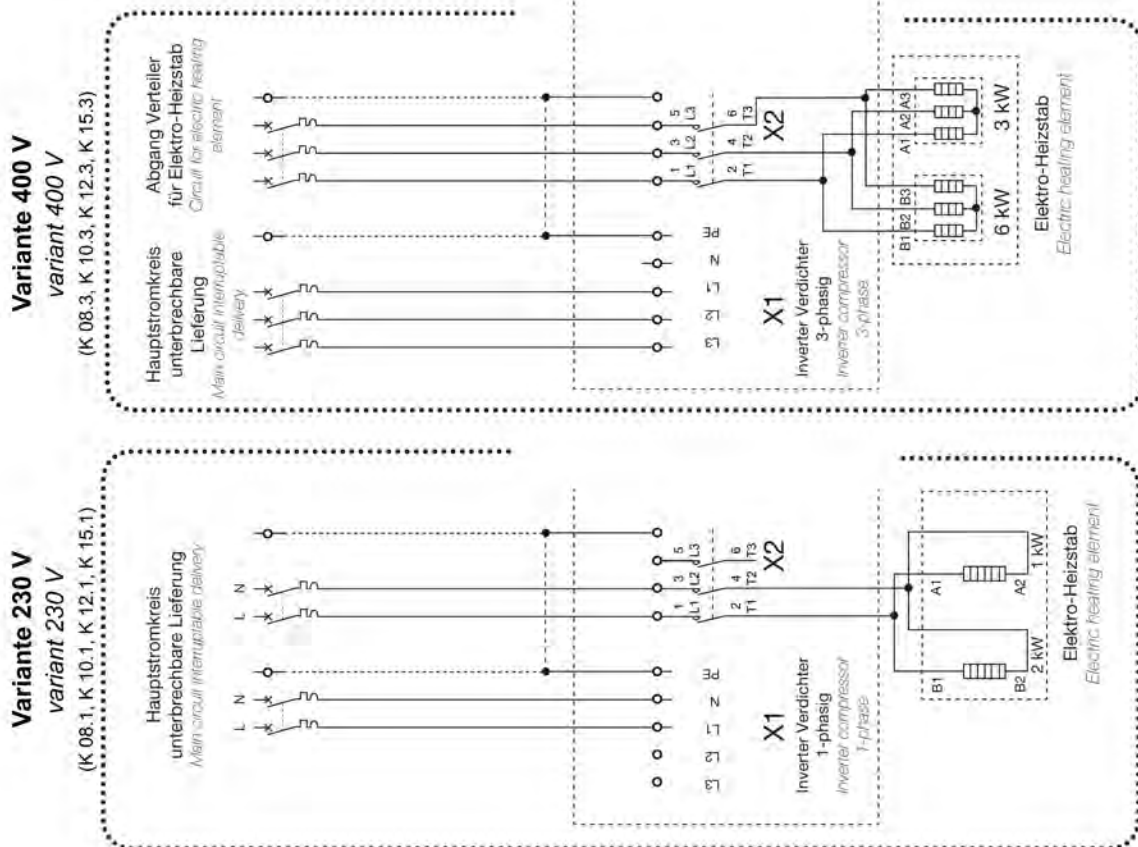 Variante 400 V
variant 400 V
(K 08.3, K 10.3, K 12.3, K 15.3)
Hauptstromkreis
unterbrechbare
Lieferung
Main circuit interruptable
delivery
Abgang Verteiler
für Elektro-Heizstab
Circuit for electric heating
element
L3 L2 L1 N PE
X1
1 3 5
L1 L2 L3
2 4 6
T1 T2 T3
X2
Inverter Verdichter
3-phasig
Inverter compressor
3-phase
B1 B2 B3
6 kW
A1 A2 A3
3 kW
Elektro-Heizstab
Electric heating element
Variante 230 V
variant 230 V
(K 08.1, K 10.1, K 12.1, K 15.1)
Hauptstromkreis
unterbrechbare Lieferung
Main circuit interruptable delivery
L N
L N
L3 L2 L1 N PE
X1
1 3 5
L1 L2 L3
2 4 6
T1 T2 T3
X2
Inverter Verdichter
1-phasig
Inverter compressor
1-phase
B1
B2
2 kW
A1
A2
1 kW
Elektro-Heizstab
Electric heating element